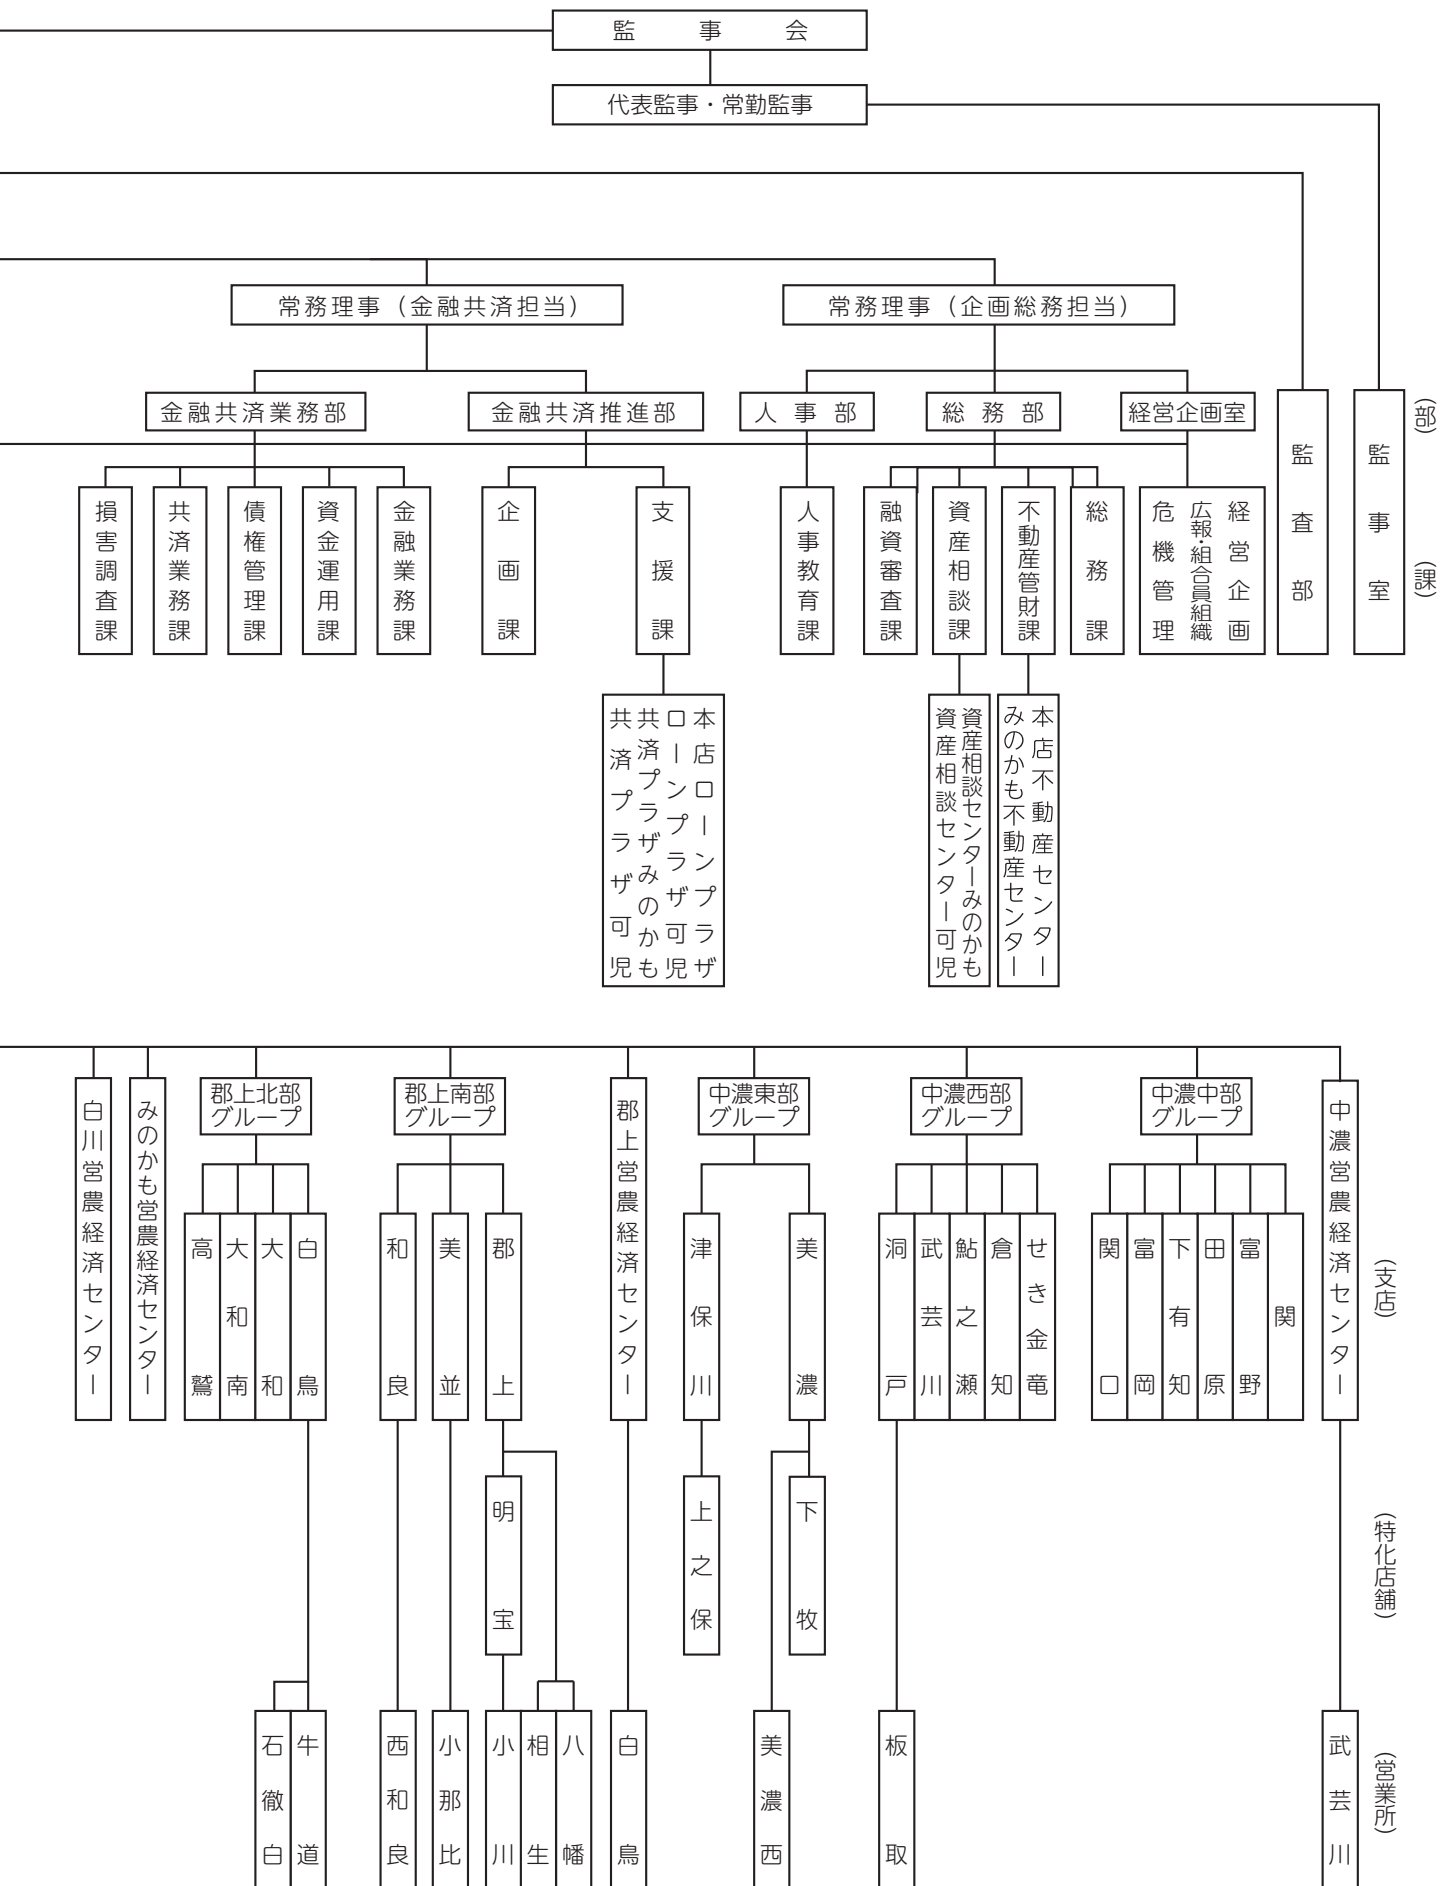 監事会
代表監事・常勤監事
常務理事（金融共済担当）
常務理事（企画総務担当）
金融共済業務部
金融共済推進部
人事部
総務部
経営企画室
監査部
監事室
(部)
(課)
損害調査課
共済業務課
債権管理課
資金運用課
金融業務課
企画課
支援課
人事教育課
融資審査課
資産相談課
不動産管財課
総務課
経営企画
広報・組合員組織
危機管理
本店ローンプラザ
ローンプラザ可児
共済プラザみのかも
共済プラザ可児
資産相談センターみのかも
資産相談センター可児
本店不動産センター
みのかも不動産センター
白川営農経済センター
みのかも営農経済センター
郡上北部
グループ
郡上南部
グループ
郡上営農経済センター
中濃東部
グループ
中濃西部
グループ
中濃中部
グループ
中濃営農経済センター
高鷲
大和南
大和
白鳥
和良
美並
郡上
津保川
美濃
洞戸
武芸川
鮎之瀬
倉知
せき金竜
関口
富岡
下有知
田原
富野
関
(支店)
明宝
上之保
下牧
(特化店舗)
石徹白
牛道
西和良
小那比
小川
相生
八幡
白鳥
美濃西
板取
武芸川
(営業所)